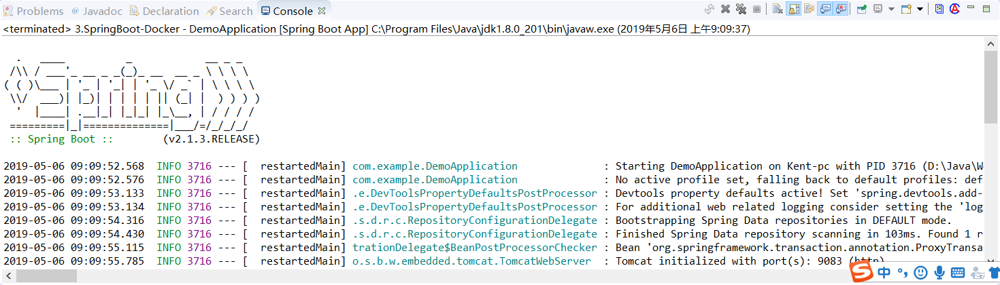 Problems @ Javadoc Declaration Search Console
<terminated> 3.SpringBoot-Docker - DemoApplication [Spring Boot App] C:\Program Files\Java\jdk1.8.0_201\bin\javaw.exe (2019年5月6日 上午9:09:37)
  .   ____          _            __ _ _
 /\\ / ___'_ __ _ _(_)_ __  __ _ \ \ \ \
( ( )\___ | '_ | '_| | '_ \/ _` | \ \ \ \
 \\/  ___)| |_)| | | | | || (_| |  ) ) ) )
  '  |____| .__|_| |_|_| |_\__, | / / / /
 =========|_|==============|___/=/_/_/_/
 :: Spring Boot ::        (v2.1.3.RELEASE)
2019-05-06 09:09:52.568  INFO 3716 --- [  restartedMain] com.example.DemoApplication              : Starting DemoApplication on Kent-pc with PID 3716 (D:\Java\W
2019-05-06 09:09:52.576  INFO 3716 --- [  restartedMain] com.example.DemoApplication              : No active profile set, falling back to default profiles: def
2019-05-06 09:09:53.133  INFO 3716 --- [  restartedMain] .e.DevToolsPropertyDefaultsPostProcessor : Devtools property defaults active! Set 'spring.devtools.add-
2019-05-06 09:09:53.134  INFO 3716 --- [  restartedMain] .e.DevToolsPropertyDefaultsPostProcessor : For additional web related logging consider setting the 'log
2019-05-06 09:09:54.316  INFO 3716 --- [  restartedMain] .s.d.r.c.RepositoryConfigurationDelegate : Bootstrapping Spring Data repositories in DEFAULT mode.
2019-05-06 09:09:54.430  INFO 3716 --- [  restartedMain] .s.d.r.c.RepositoryConfigurationDelegate : Finished Spring Data repository scanning in 103ms. Found 1 r
2019-05-06 09:09:55.115  INFO 3716 --- [  restartedMain] trationDelegate$BeanPostProcessorChecker : Bean 'org.springframework.transaction.annotation.ProxyTransa
2019-05-06 09:09:55.785  INFO 3716 --- [  restartedMain] o.s.b.w.embedded.tomcat.TomcatWebServer  : Tomcat initialized with port(s): 9083 (http)
中